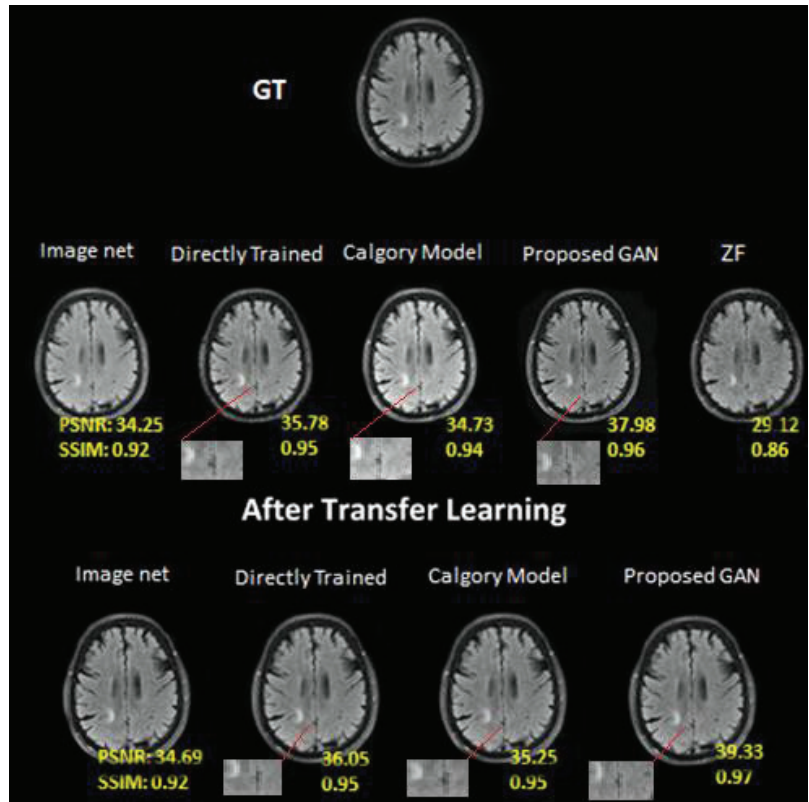 GT
Image net
Directly Trained
Calgory Model
Proposed GAN
ZF
PSNR: 34.25
SSIM: 0.92
35.78
0.95
34.73
0.94
37.98
0.96
29.12
0.86
After Transfer Learning
Image net
Directly Trained
Calgory Model
Proposed GAN
PSNR: 34.69
SSIM: 0.92
36.05
0.95
35.25
0.95
39.33
0.97